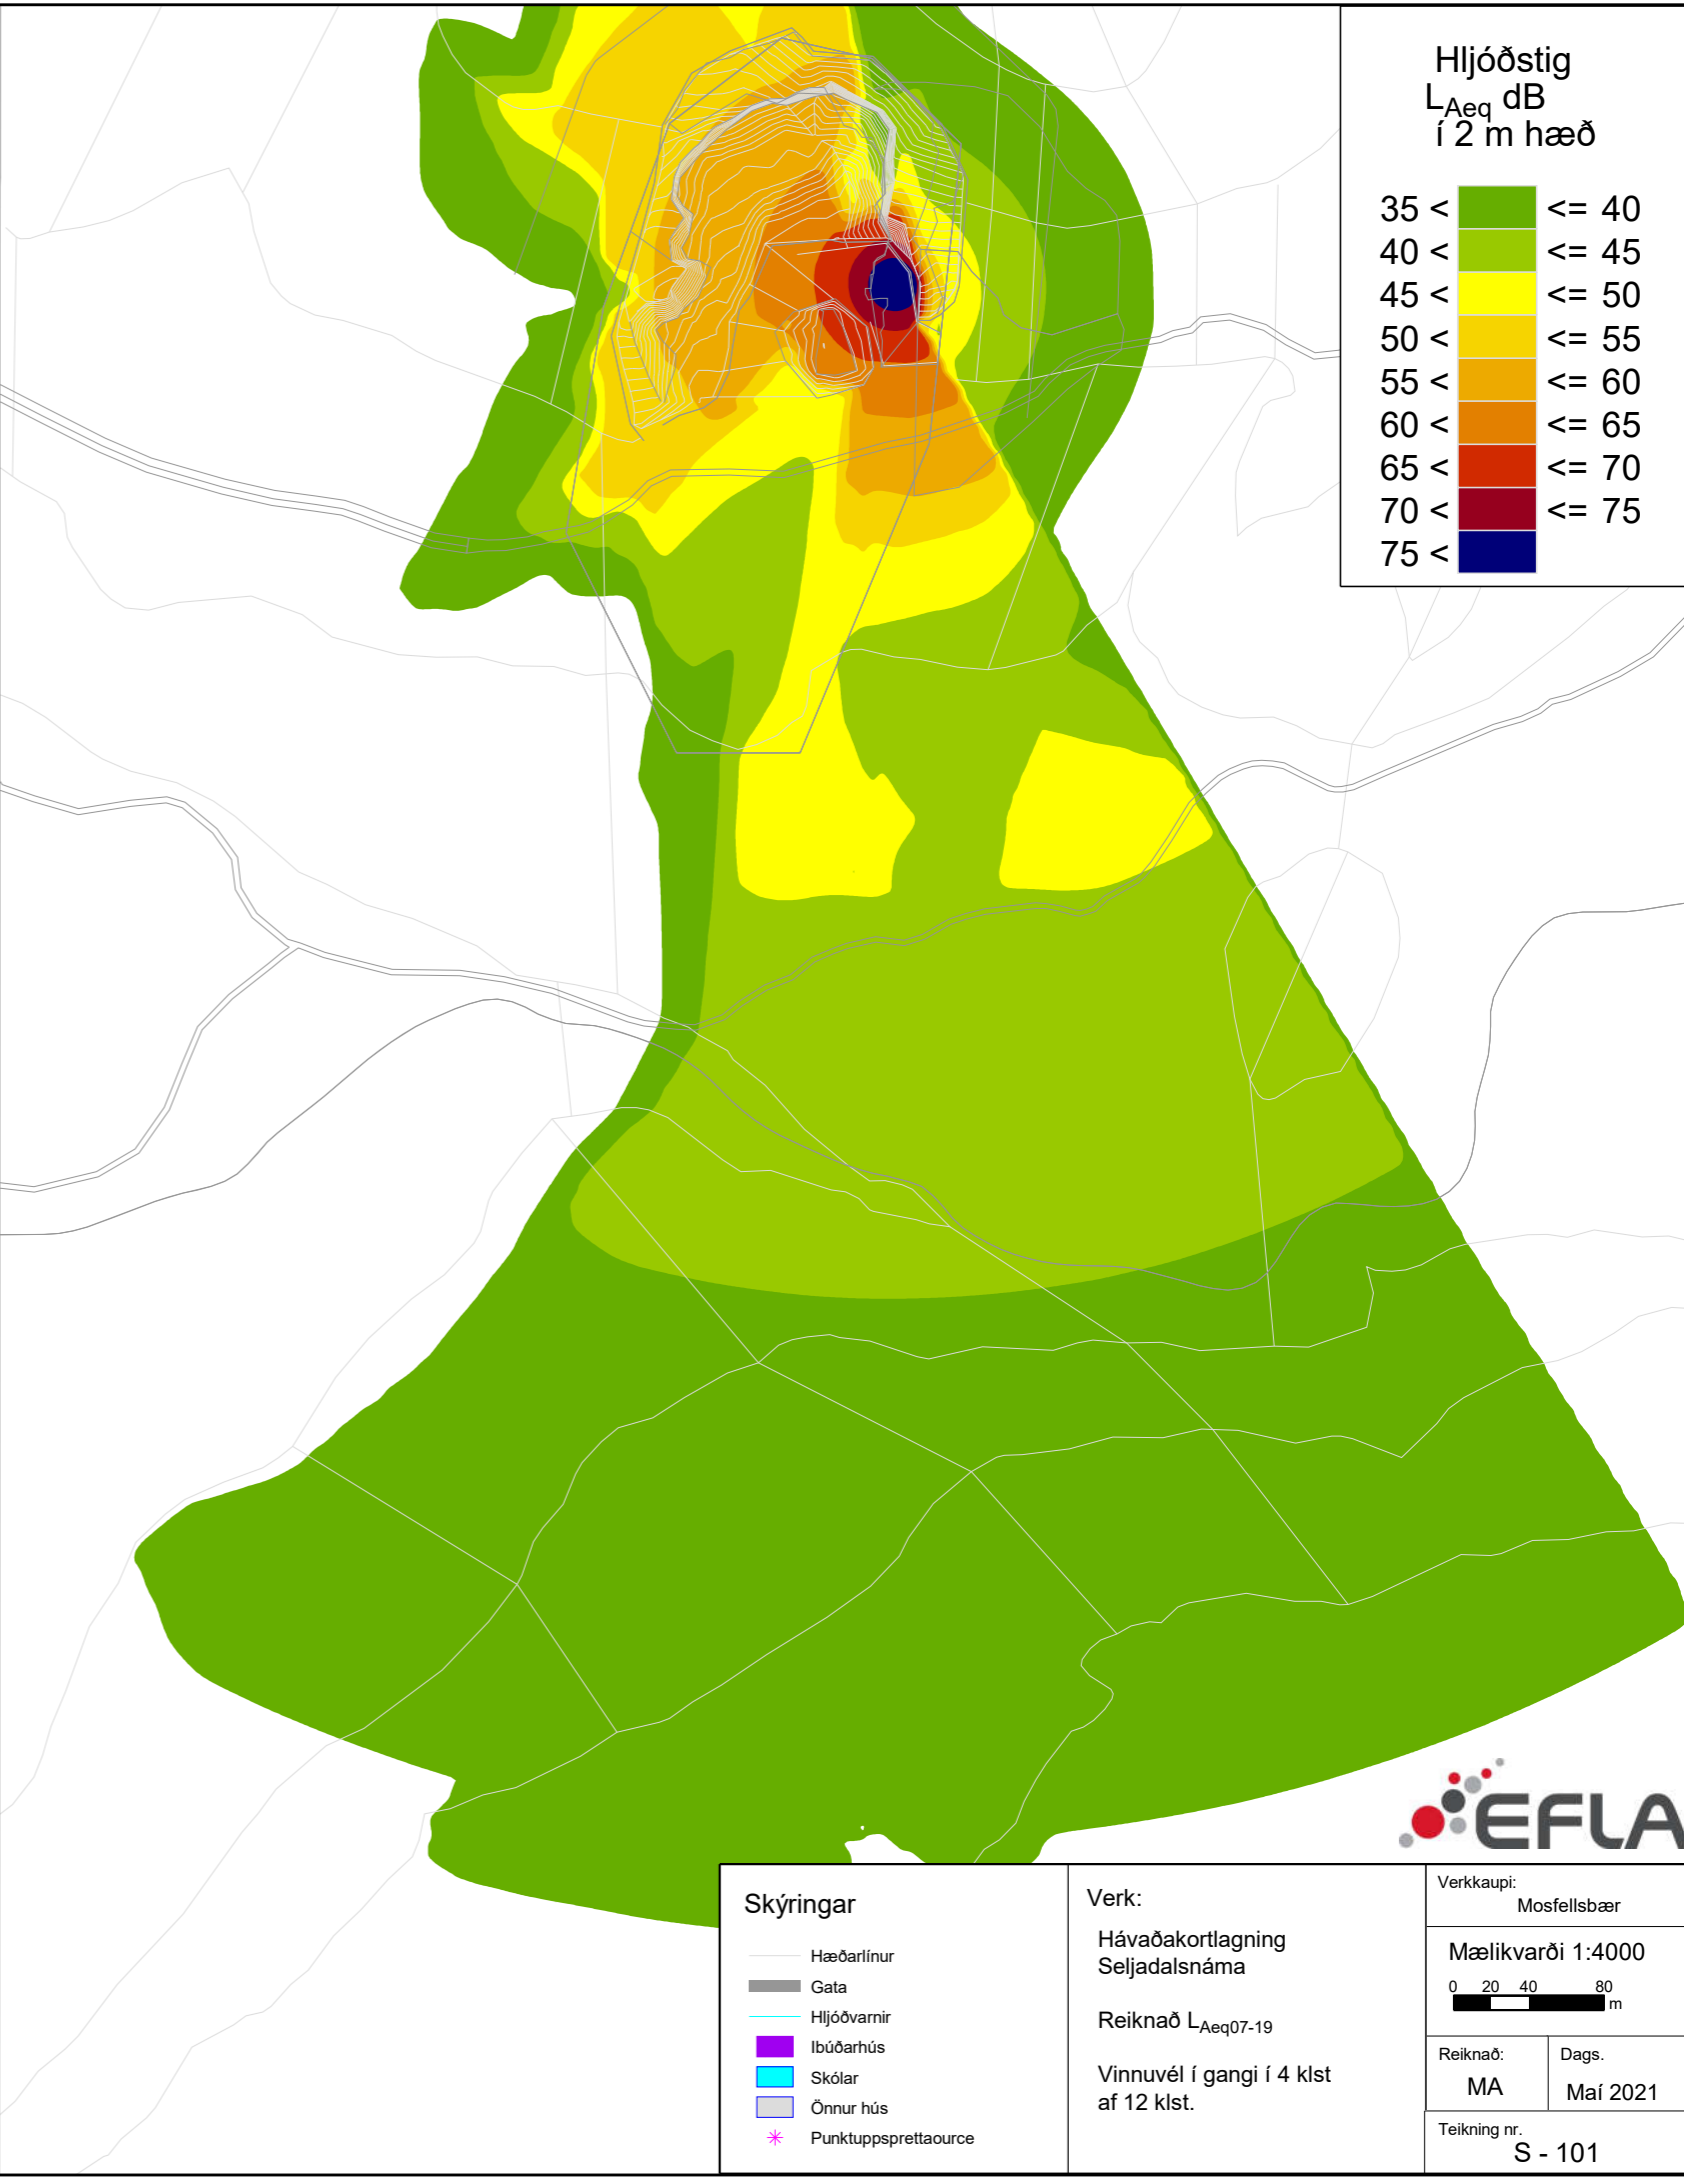 Hljóðstig
LAeq dB
í 2 m hæð
35 < <= 40
40 < <= 45
45 < <= 50
50 < <= 55
55 < <= 60
60 < <= 65
65 < <= 70
70 < <= 75
75 <
EFLA
Skýringar
Hæðarlínur
Gata
Hljóðvarnir
Ibúðarhús
Skólar
Önnur hús
Punktuppsprettaource
Verk:
Hávaðakortlagning
Seljadalsnáma
Reiknað LAeq07-19
Vinnuvél í gangi í 4 klst
af 12 klst.
Verkkaupi:
Mosfellsbær
Mælikvarði 1:4000
0 20 40 80
m
Reiknað:
MA
Dags.
Maí 2021
Teikning nr.
S - 101